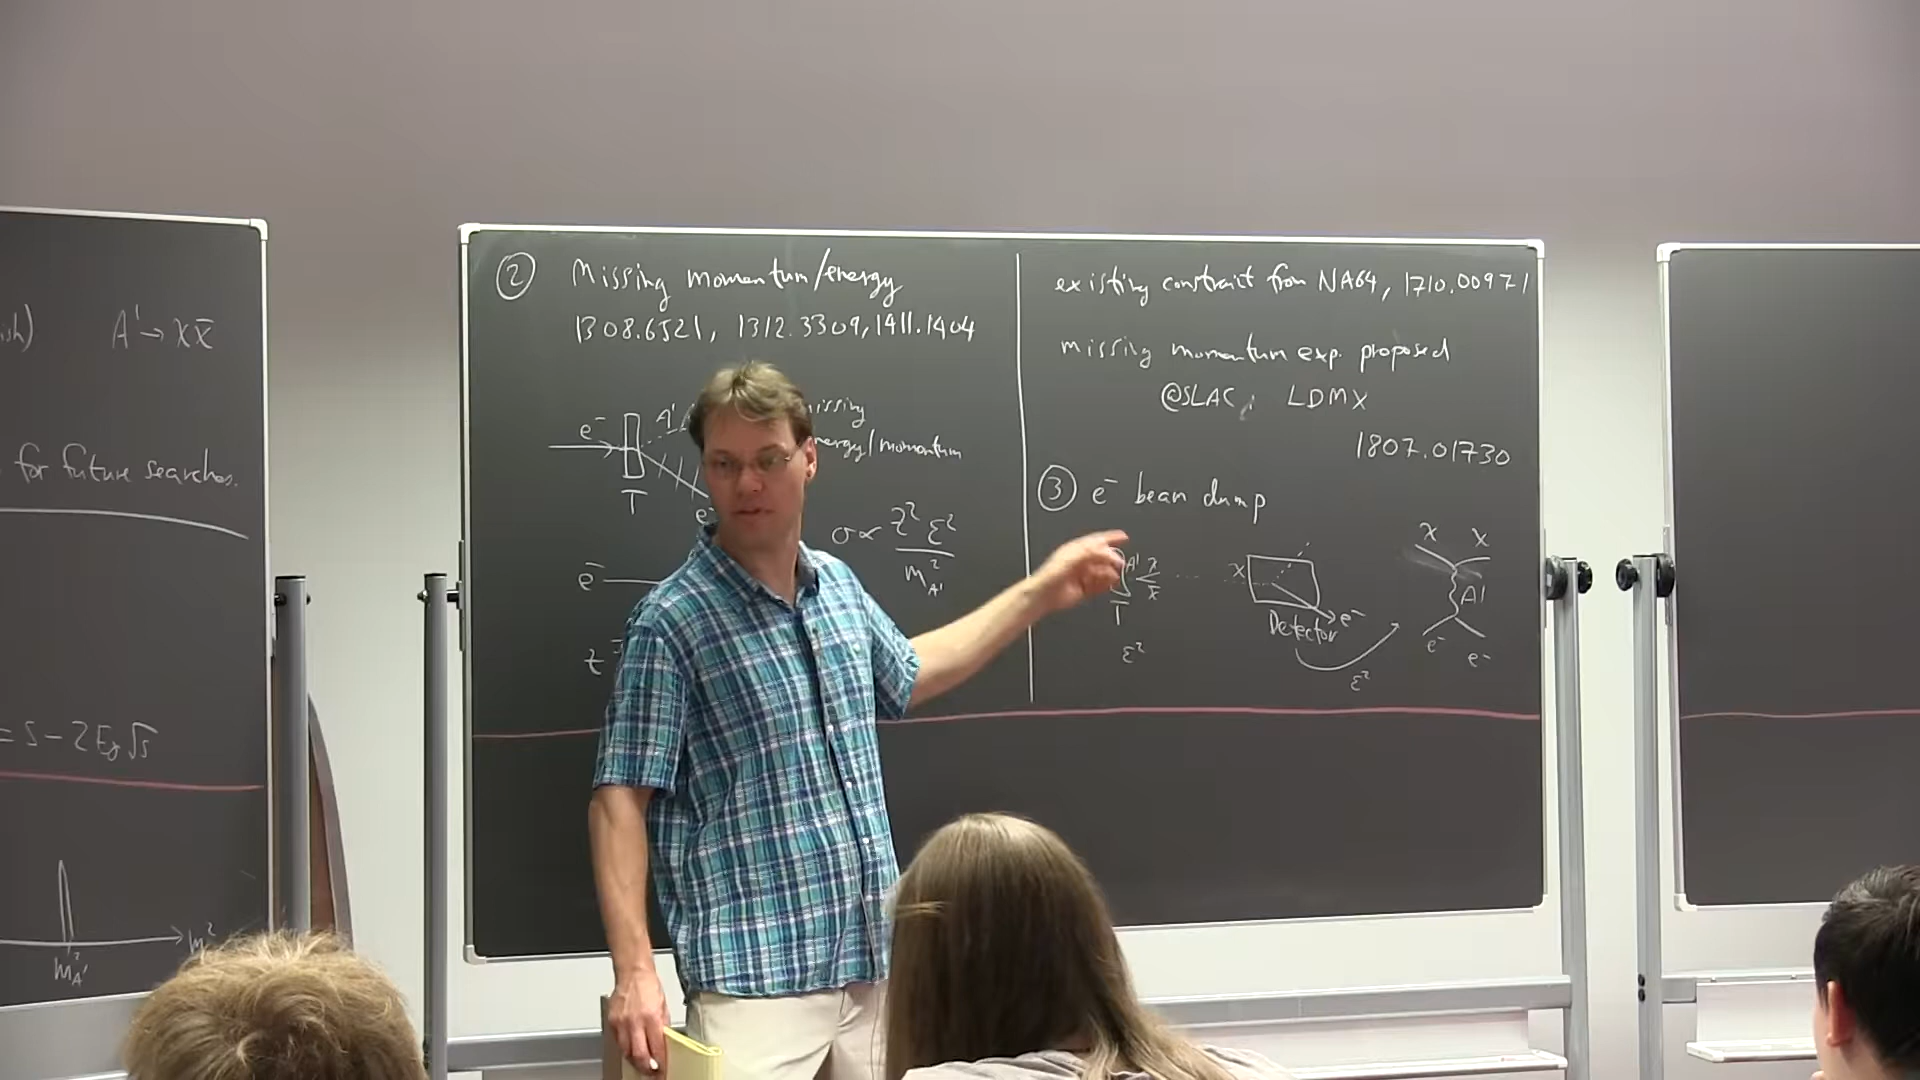 A' → χχ̄
for future searches.
= s - 2Eγ√s
m²
m²A'
② Missing momentum/energy
1308.6521, 1312.3309, 1411.1404
e⁻ A'
T
e⁻
energy/momentum
σ ∝ Z² ε² / m²A'
e⁻
Z
existing constrait from NA64, 1710.00971
missing momentum exp. proposed
@SLAC: LDMX
1807.01730
③ e⁻ beam dump
A' χ χ̄
T
ε²
χ
e⁻
Detector
ε²
χ χ
A'
e⁻ e⁻